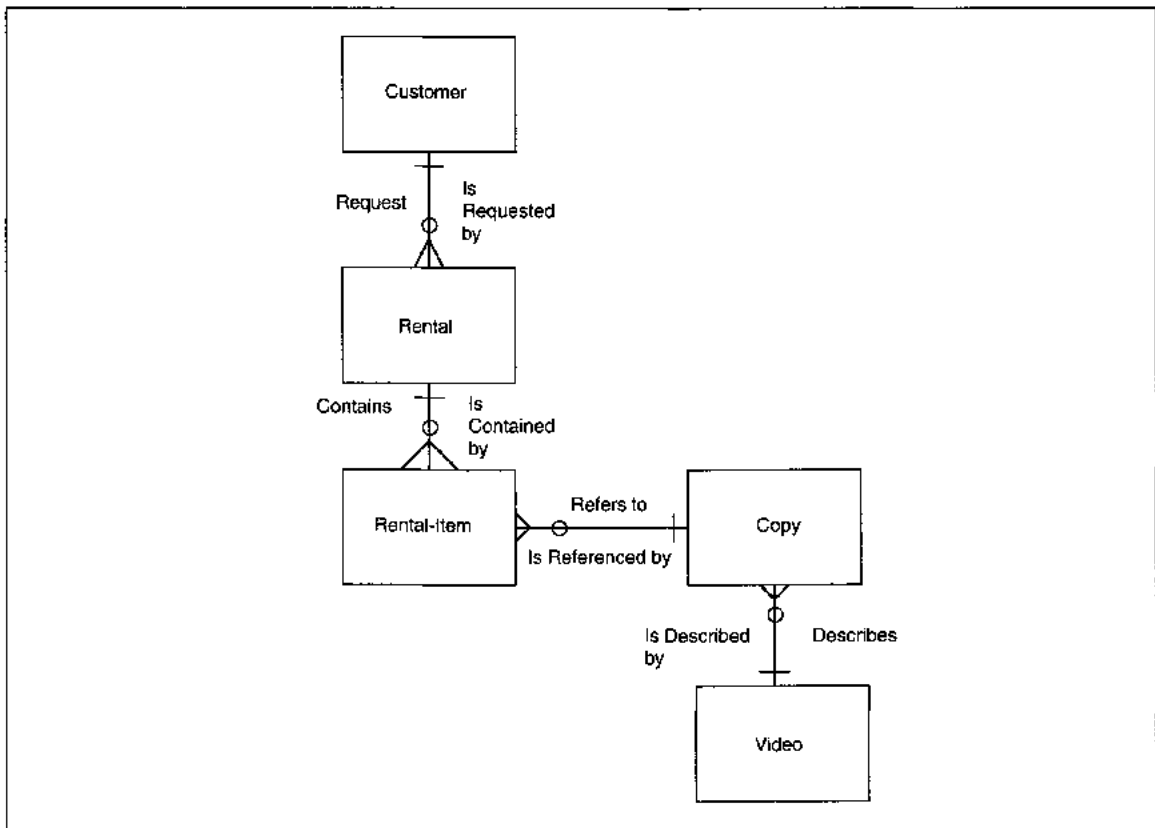 Customer
Request
Is
Requested
by
Rental
Contains
Is
Contained
by
Rental-Item
Refers to
Is Referenced by
Copy
Is Described
by
Describes
Video